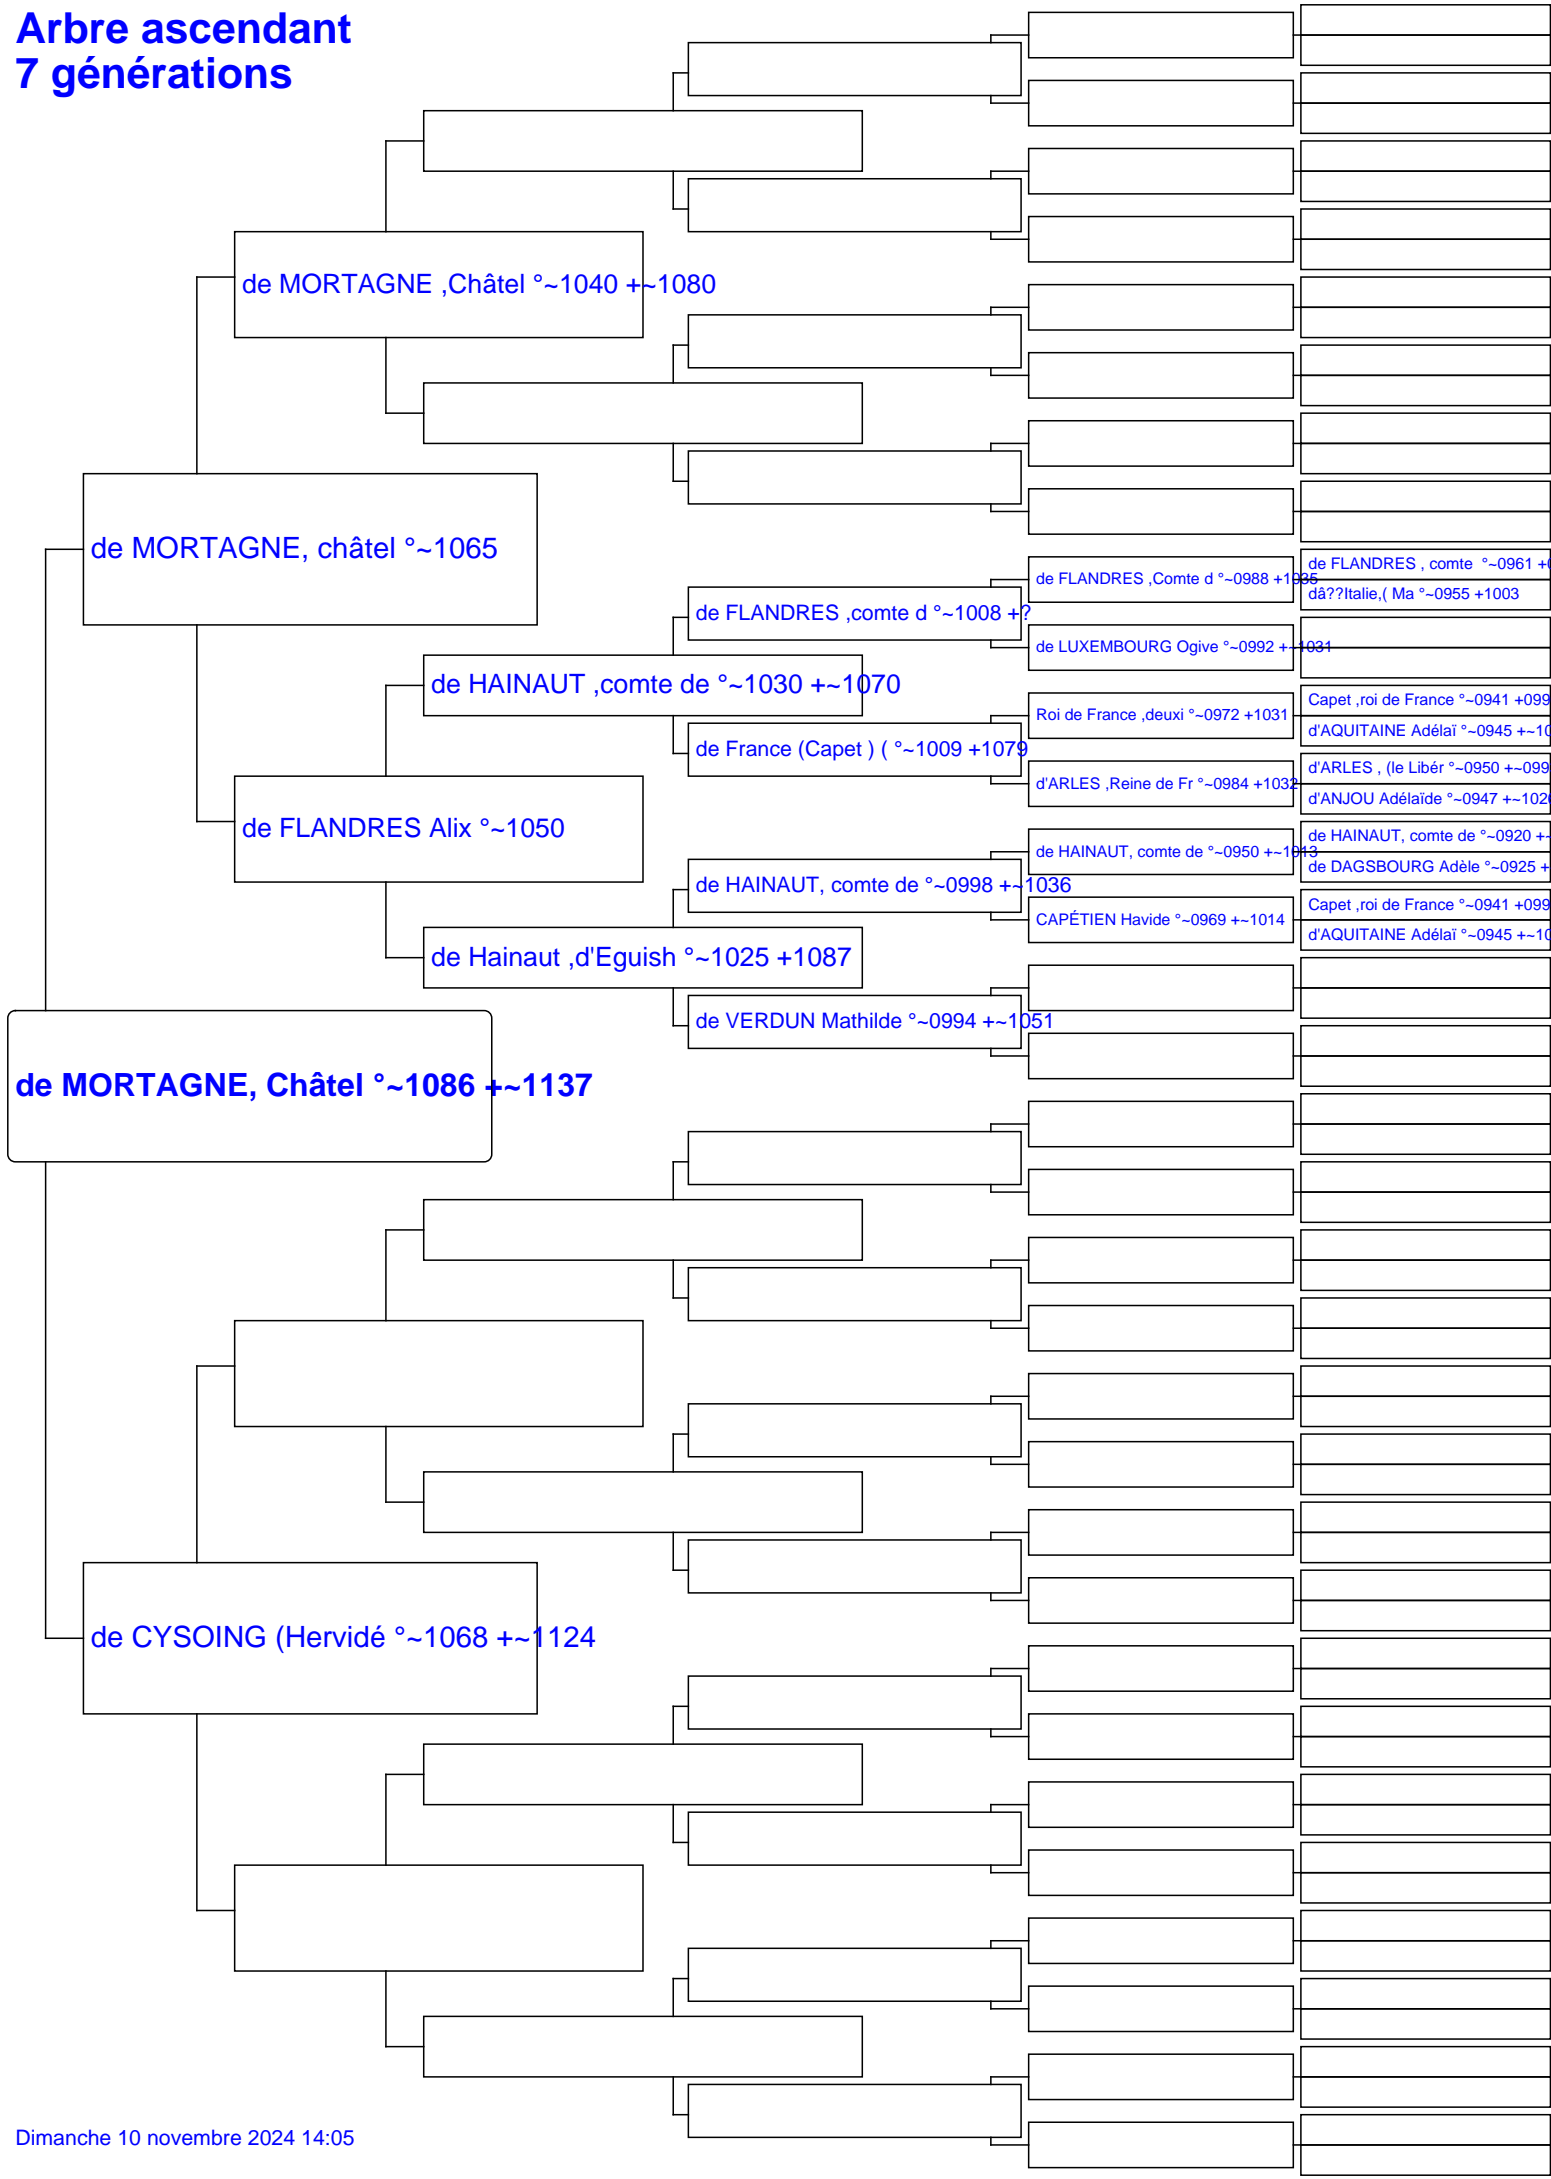 Arbre ascendant
7 générations
de MORTAGNE ,Châtel °~1040 +~1080
de MORTAGNE, châtel °~1065
de FLANDRES , comte  °~0961 +
de FLANDRES ,Comte d °~0988 +1035
dâ??Italie,( Ma °~0955 +1003
de FLANDRES ,comte d °~1008 +?
de LUXEMBOURG Ogive °~0992 +~1031
de HAINAUT ,comte de °~1030 +~1070
Capet ,roi de France °~0941 +099
Roi de France ,deuxi °~0972 +1031
d'AQUITAINE Adélaï °~0945 +~10
de France (Capet ) ( °~1009 +1079
d'ARLES , (le Libér °~0950 +~099
d'ARLES ,Reine de Fr °~0984 +1032
d'ANJOU Adélaïde °~0947 +~102
de FLANDRES Alix °~1050
de HAINAUT, comte de °~0920 +~
de HAINAUT, comte de °~0950 +~1013
de DAGSBOURG Adèle °~0925 +
de HAINAUT, comte de °~0998 +~1036
Capet ,roi de France °~0941 +099
CAPÉTIEN Havide °~0969 +~1014
d'AQUITAINE Adélaï °~0945 +~10
de Hainaut ,d'Eguish °~1025 +1087
de VERDUN Mathilde °~0994 +~1051
de MORTAGNE, Châtel °~1086 +~1137
de CYSOING (Hervidé °~1068 +~1124
Dimanche 10 novembre 2024 14:05